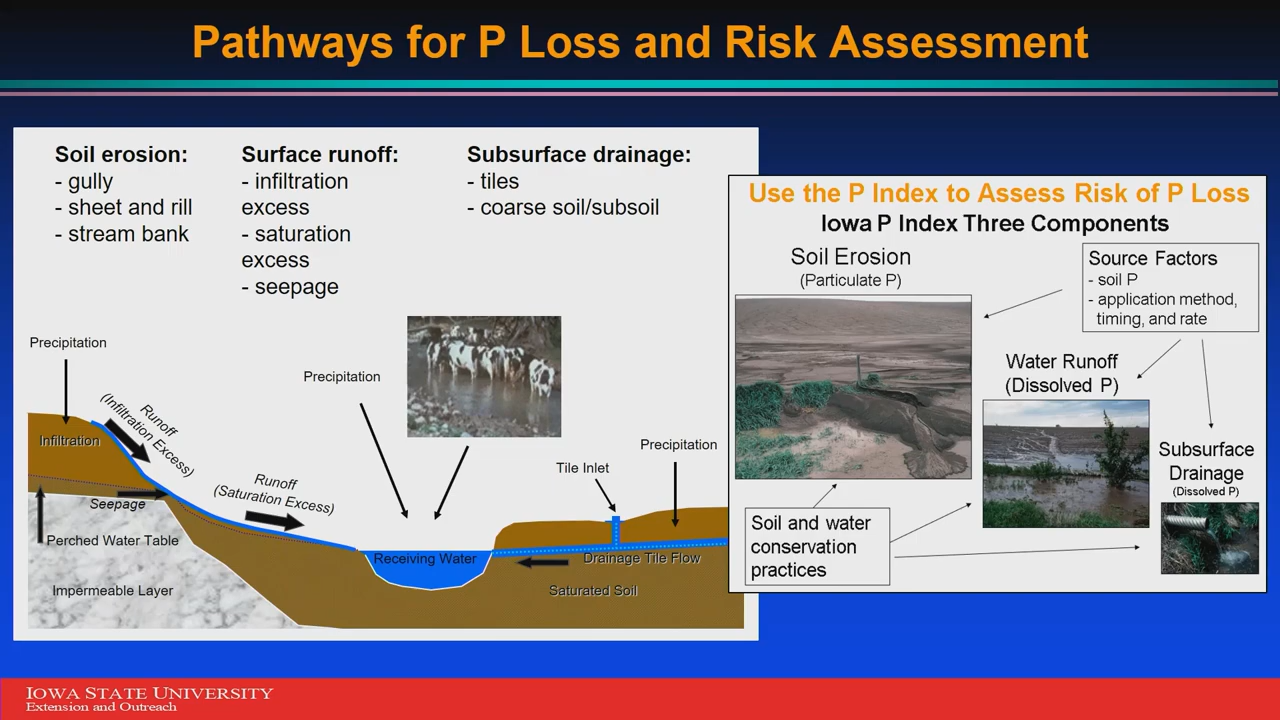 Pathways for P Loss and Risk Assessment
Soil erosion:
- gully
- sheet and rill
- stream bank
Surface runoff:
- infiltration
excess
- saturation
excess
- seepage
Subsurface drainage:
- tiles
- coarse soil/subsoil
Precipitation
Infiltration
Runoff
(Infiltration Excess)
Seepage
Runoff
(Saturation Excess)
Perched Water Table
Impermeable Layer
Precipitation
Receiving Water
Tile Inlet
Precipitation
Drainage Tile Flow
Saturated Soil
Use the P Index to Assess Risk of P Loss
Iowa P Index Three Components
Soil Erosion
(Particulate P)
Source Factors
- soil P
- application method,
timing, and rate
Water Runoff
(Dissolved P)
Subsurface
Drainage
(Dissolved P)
Soil and water
conservation
practices
IOWA STATE UNIVERSITY
Extension and Outreach